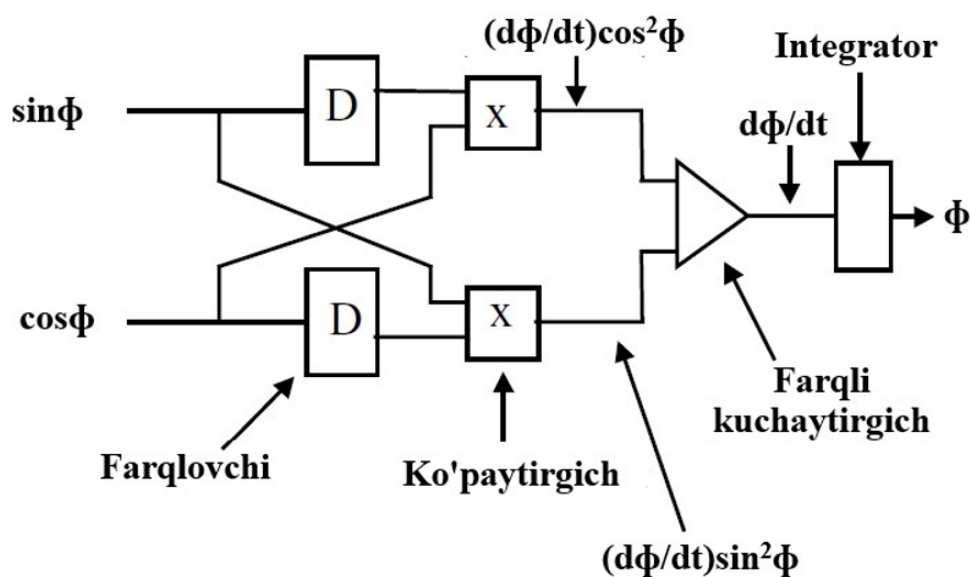 (dϕ/dt)cos²ϕ
Integrator
sinϕ
D
X
dϕ/dt
ϕ
cosϕ
D
X
Farqli
kuchaytirgich
Farqlovchi
Ko'paytirgich
(dϕ/dt)sin²ϕ